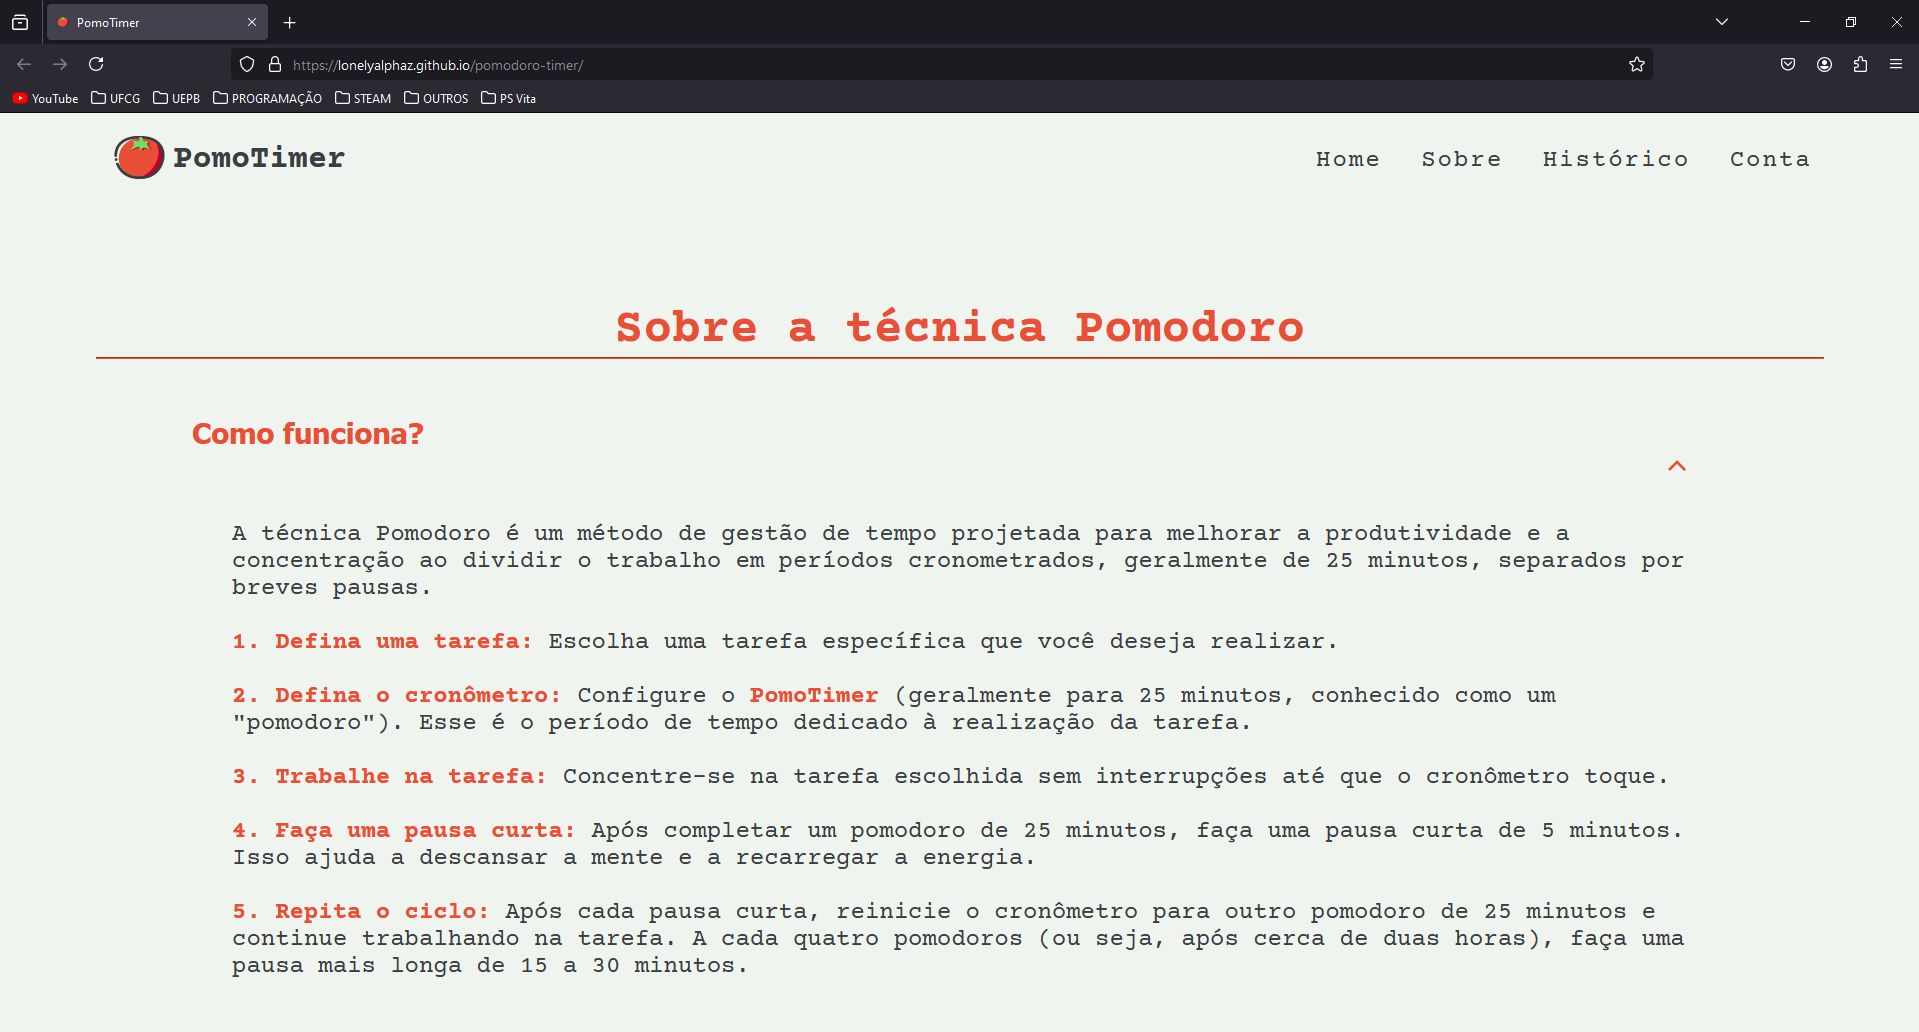 PomoTimer
https://lonelyalphaz.github.io/pomodoro-timer/
YouTube UFCG UEPB PROGRAMAÇÃO STEAM OUTROS PS Vita
PomoTimer Home Sobre Histórico Conta
Sobre a técnica Pomodoro
Como funciona?
A técnica Pomodoro é um método de gestão de tempo projetada para melhorar a produtividade e a
concentração ao dividir o trabalho em períodos cronometrados, geralmente de 25 minutos, separados por
breves pausas.
1. Defina uma tarefa: Escolha uma tarefa específica que você deseja realizar.
2. Defina o cronômetro: Configure o PomoTimer (geralmente para 25 minutos, conhecido como um
"pomodoro"). Esse é o período de tempo dedicado à realização da tarefa.
3. Trabalhe na tarefa: Concentre-se na tarefa escolhida sem interrupções até que o cronômetro toque.
4. Faça uma pausa curta: Após completar um pomodoro de 25 minutos, faça uma pausa curta de 5 minutos.
Isso ajuda a descansar a mente e a recarregar a energia.
5. Repita o ciclo: Após cada pausa curta, reinicie o cronômetro para outro pomodoro de 25 minutos e
continue trabalhando na tarefa. A cada quatro pomodoros (ou seja, após cerca de duas horas), faça uma
pausa mais longa de 15 a 30 minutos.